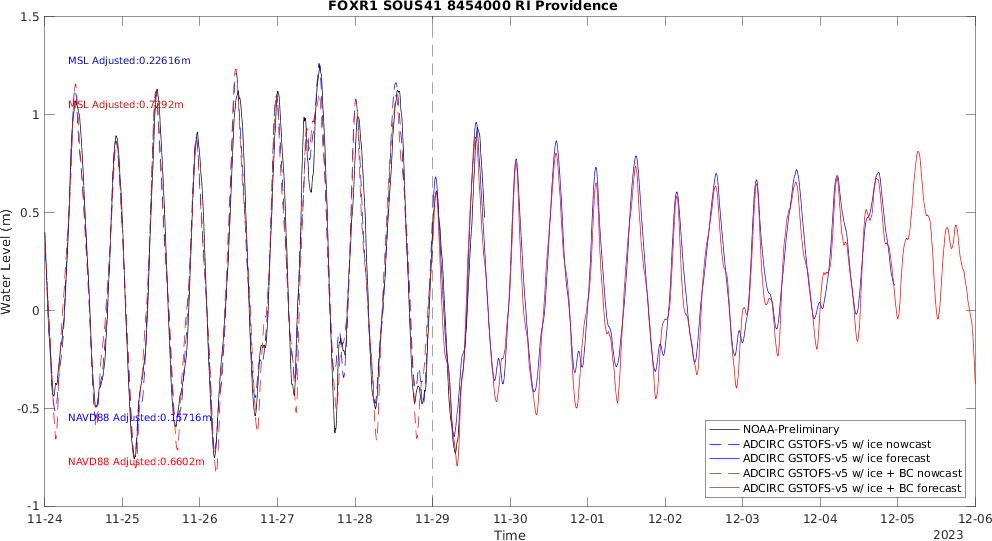 FOXR1 SOUS41 8454000 RI Providence
1.5
MSL Adjusted:0.22616m
MSL Adjusted:0.7292m
1
0.5
Water Level (m)
0
-0.5
NAVD88 Adjusted:0.15716m
NAVD88 Adjusted:0.6602m
NOAA-Preliminary
ADCIRC GSTOFS-v5 w/ ice nowcast
ADCIRC GSTOFS-v5 w/ ice forecast
ADCIRC GSTOFS-v5 w/ ice + BC nowcast
ADCIRC GSTOFS-v5 w/ ice + BC forecast
-1
11-24 11-25 11-26 11-27 11-28 11-29 11-30 12-01 12-02 12-03 12-04 12-05 12-06
Time
2023